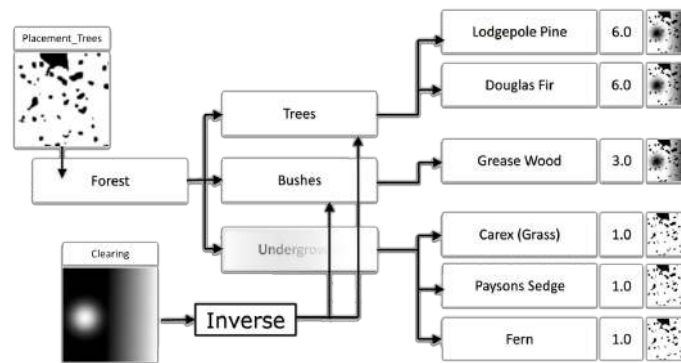 Placement_Trees
Forest
Clearing
Inverse
Trees
Bushes
Undergrow
Lodgepole Pine 6.0
Douglas Fir 6.0
Grease Wood 3.0
Carex (Grass) 1.0
Paysons Sedge 1.0
Fern 1.0